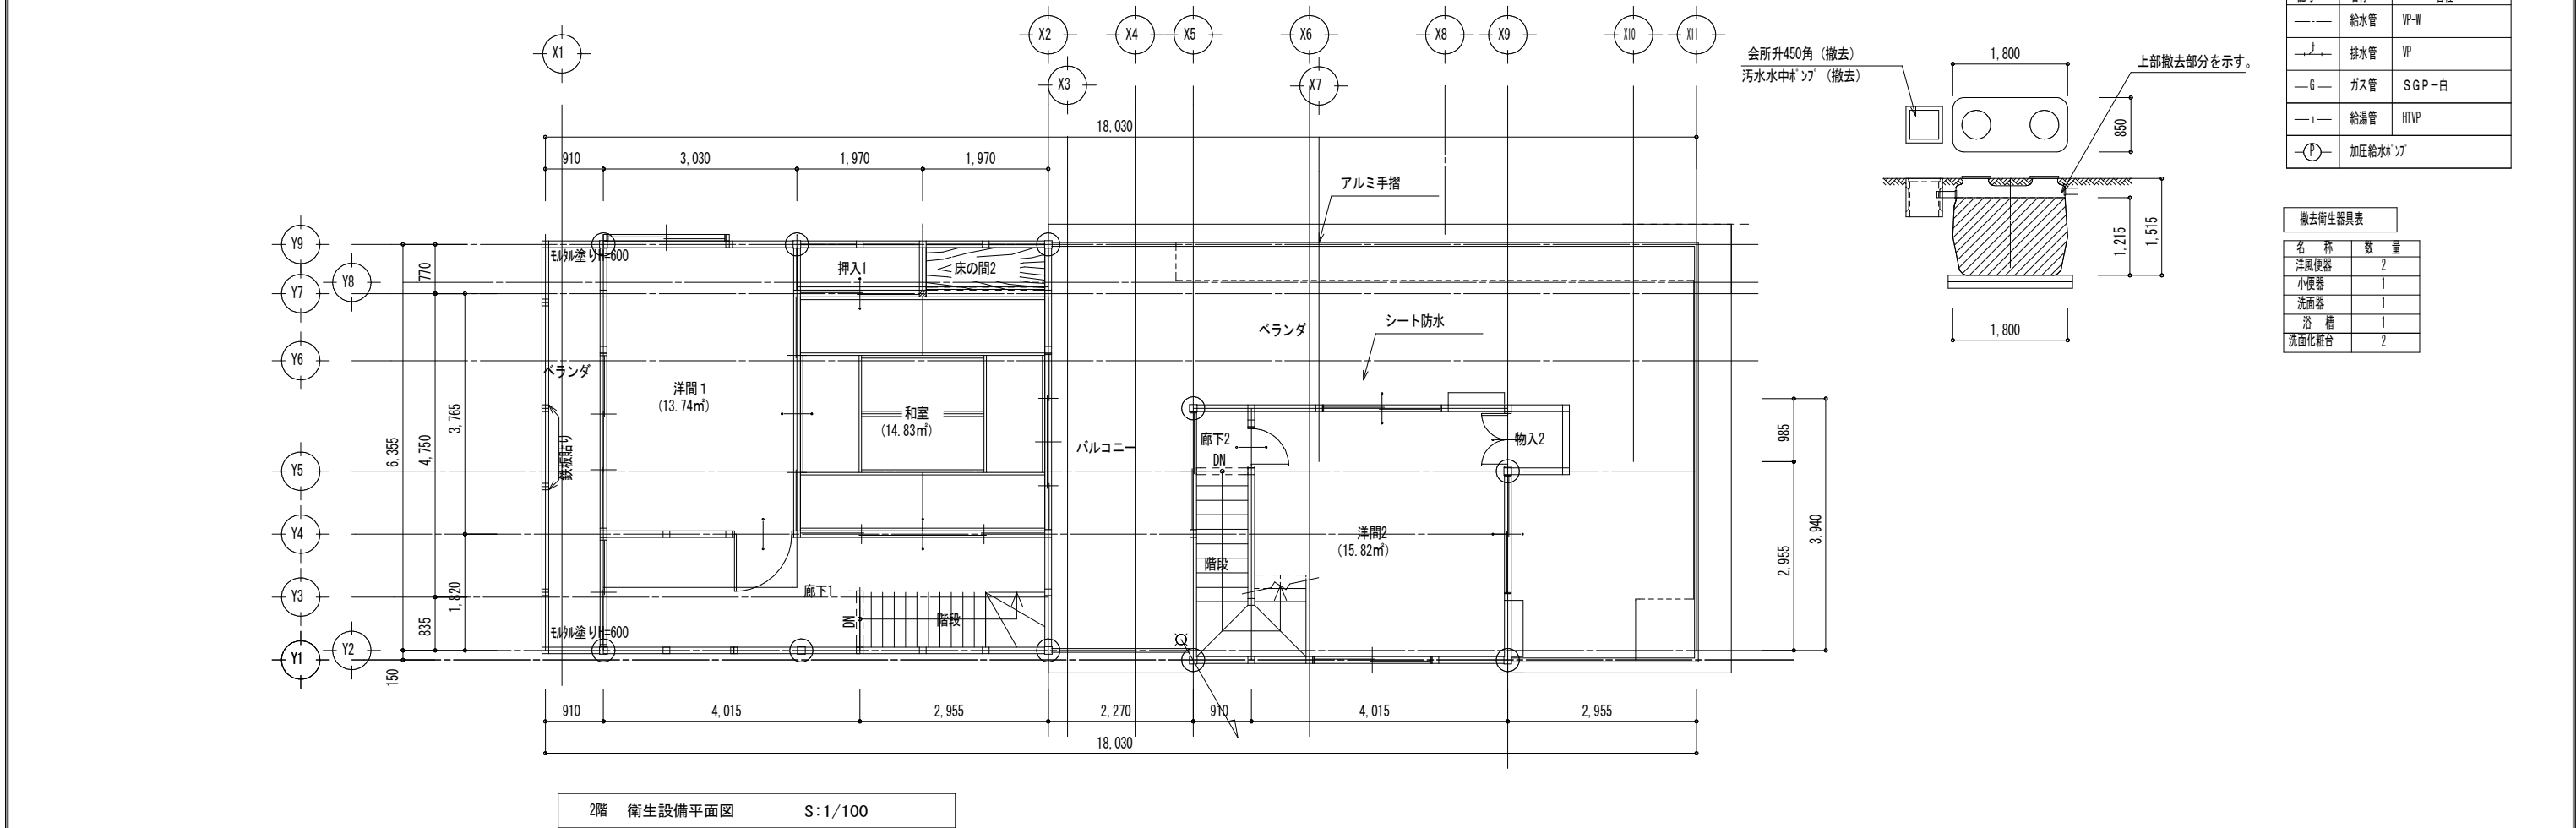 X1
X2
X4
X5
X6
X8
X9
X10
X11
X3
X7
18,030
910
3,030
1,970
1,970
アルミ手摺
Y9
Y8
Y7
Y6
Y5
Y4
Y3
Y2
Y1
770
6,355
4,750
3,765
1,820
835
150
モルタル塗りH=600
押入1
床の間2
ベランダ
洋間1
(13.74㎡)
和室
(14.83㎡)
鉄板貼り
バルコニー
ベランダ
シート防水
廊下2
DN
物入2
洋間2
(15.82㎡)
階段
廊下1
DN
階段
モルタル塗りH=600
985
2,955
3,940
910
4,015
2,955
2,270
910
4,015
2,955
18,030
2階 衛生設備平面図 S:1/100
会所升450角(撤去)
汚水水中ポンプ(撤去)
1,800
上部撤去部分を示す。
850
1,215
1,515
1,800
給水管 VP-W
排水管 VP
G ガス管 SGP-白
給湯管 HTVP
P 加圧給水ポンプ
撤去衛生器具表
名称 数量
洋風便器 2
小便器 1
洗面器 1
浴槽 1
洗面化粧台 2